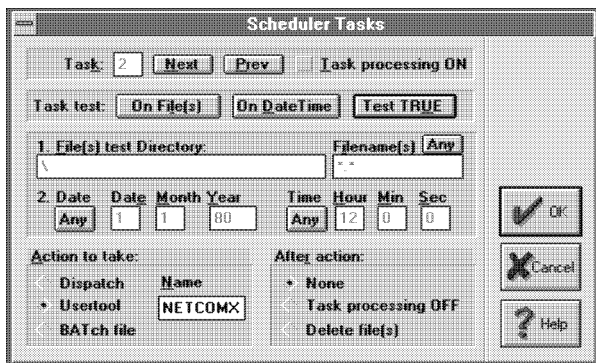 Scheduler Tasks
Task: 2 Next Prev Task processing ON
Task test: On File(s) On DateTime Test TRUE
1. File(s) test Directory: Filename(s) Any
\ *.*
2. Date Date Month Year Time Hour Min Sec
Any 1 1 80 Any 12 0 0
OK
Action to take: After action:
Dispatch Name None
Usertool NETCOMX Task processing OFF
BATch file Delete file(s)
Cancel
Help